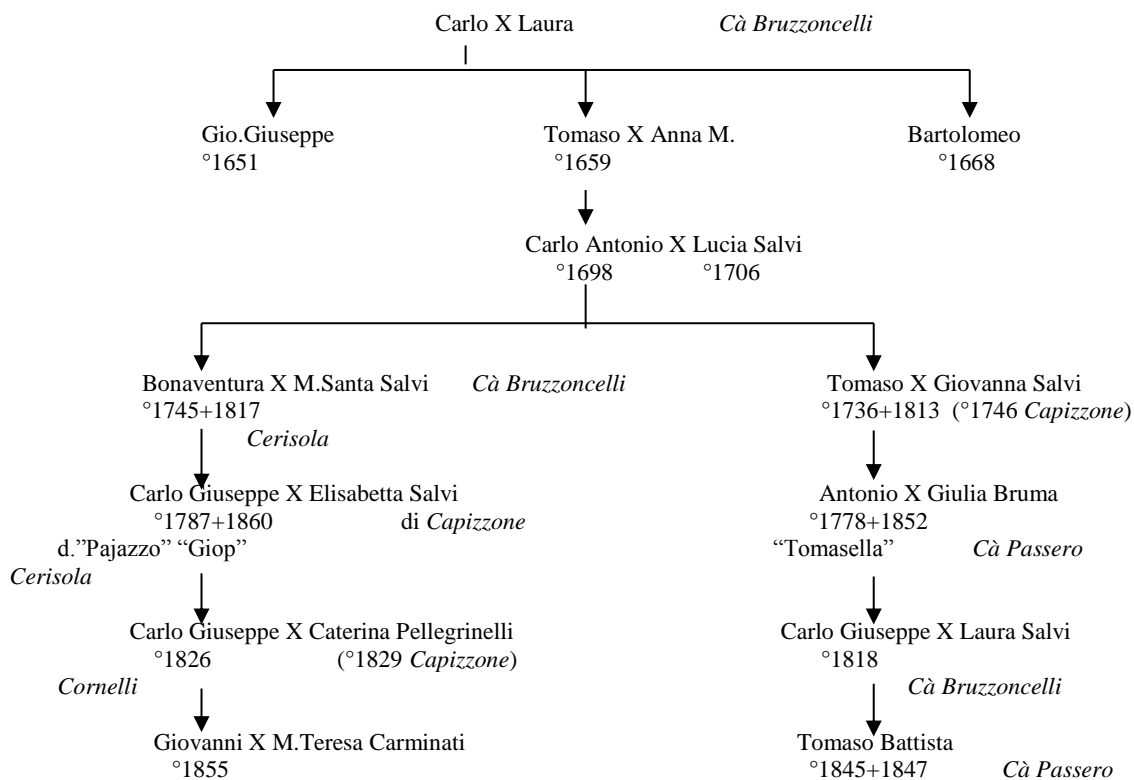 Carlo X Laura Cà Bruzzoncelli
Gio.Giuseppe Tomaso X Anna M. Bartolomeo
°1651 °1659 °1668
Carlo Antonio X Lucia Salvi
°1698 °1706
Bonaventura X M.Santa Salvi Cà Bruzzoncelli Tomaso X Giovanna Salvi
°1745+1817 °1736+1813 (°1746 Capizzone)
Cerisola
Carlo Giuseppe X Elisabetta Salvi Antonio X Giulia Bruma
°1787+1860 di Capizzone °1778+1852
d.”Pajazzo” “Giop” “Tomasella” Cà Passero
Cerisola
Carlo Giuseppe X Caterina Pellegrinelli Carlo Giuseppe X Laura Salvi
°1826 (°1829 Capizzone) °1818
Cornelli Cà Bruzzoncelli
Giovanni X M.Teresa Carminati Tomaso Battista
°1855 °1845+1847 Cà Passero